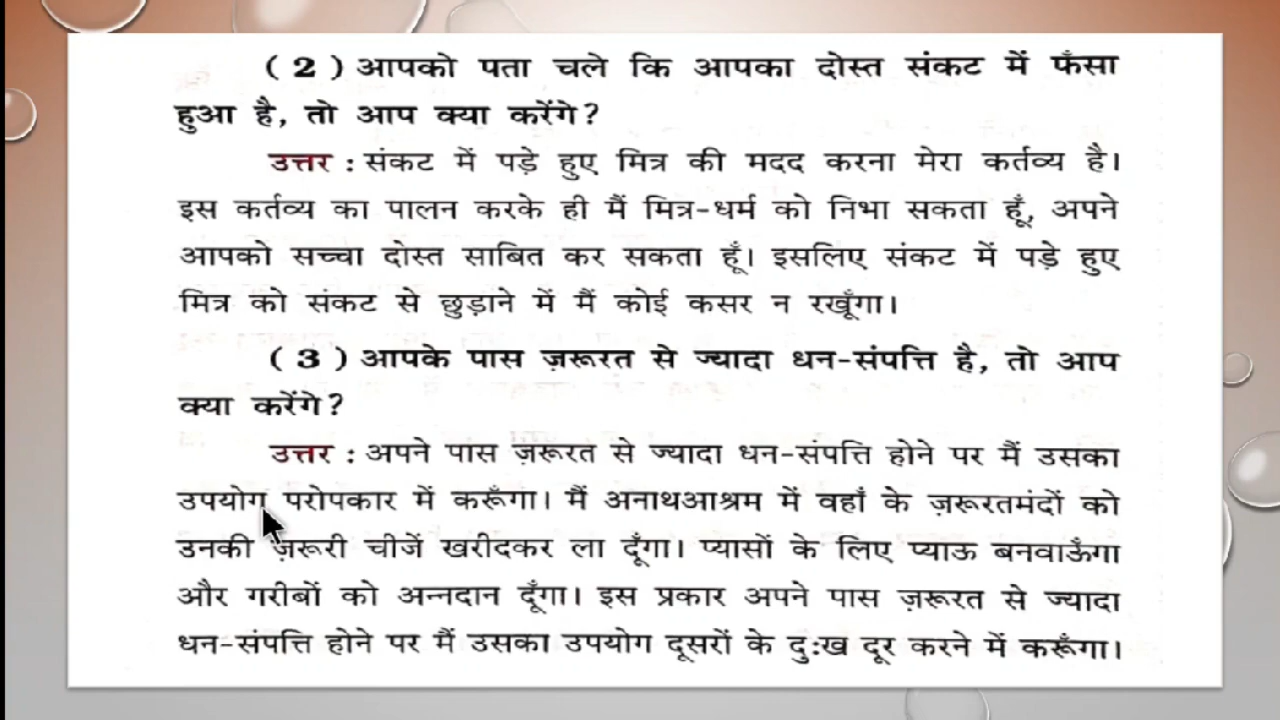 ( 2 ) आपको पता चले कि आपका दोस्त संकट में फँसा
हुआ है, तो आप क्या करेंगे?
उत्तर : संकट में पड़े हुए मित्र की मदद करना मेरा कर्तव्य है।
इस कर्तव्य का पालन करके ही मैं मित्र-धर्म को निभा सकता हूँ, अपने
आपको सच्चा दोस्त साबित कर सकता हूँ। इसलिए संकट में पड़े हुए
मित्र को संकट से छुड़ाने में मैं कोई कसर न रखूँगा।
( 3 ) आपके पास ज़रूरत से ज्यादा धन-संपत्ति है, तो आप
क्या करेंगे?
उत्तर : अपने पास ज़रूरत से ज्यादा धन-संपत्ति होने पर मैं उसका
उपयोग परोपकार में करूँगा। मैं अनाथआश्रम में वहाँ के ज़रूरतमंदों को
उनकी ज़रूरी चीजें खरीदकर ला दूँगा। प्यासों के लिए प्याऊ बनवाऊँगा
और गरीबों को अन्नदान दूँगा। इस प्रकार अपने पास ज़रूरत से ज्यादा
धन-संपत्ति होने पर मैं उसका उपयोग दूसरों के दुःख दूर करने में करूँगा।